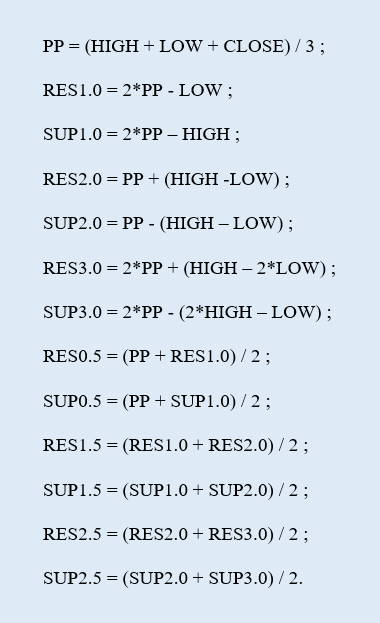 PP = (HIGH + LOW + CLOSE) / 3 ;
RES1.0 = 2*PP - LOW ;
SUP1.0 = 2*PP – HIGH ;
RES2.0 = PP + (HIGH -LOW) ;
SUP2.0 = PP - (HIGH – LOW) ;
RES3.0 = 2*PP + (HIGH – 2*LOW) ;
SUP3.0 = 2*PP - (2*HIGH – LOW) ;
RES0.5 = (PP + RES1.0) / 2 ;
SUP0.5 = (PP + SUP1.0) / 2 ;
RES1.5 = (RES1.0 + RES2.0) / 2 ;
SUP1.5 = (SUP1.0 + SUP2.0) / 2 ;
RES2.5 = (RES2.0 + RES3.0) / 2 ;
SUP2.5 = (SUP2.0 + SUP3.0) / 2.